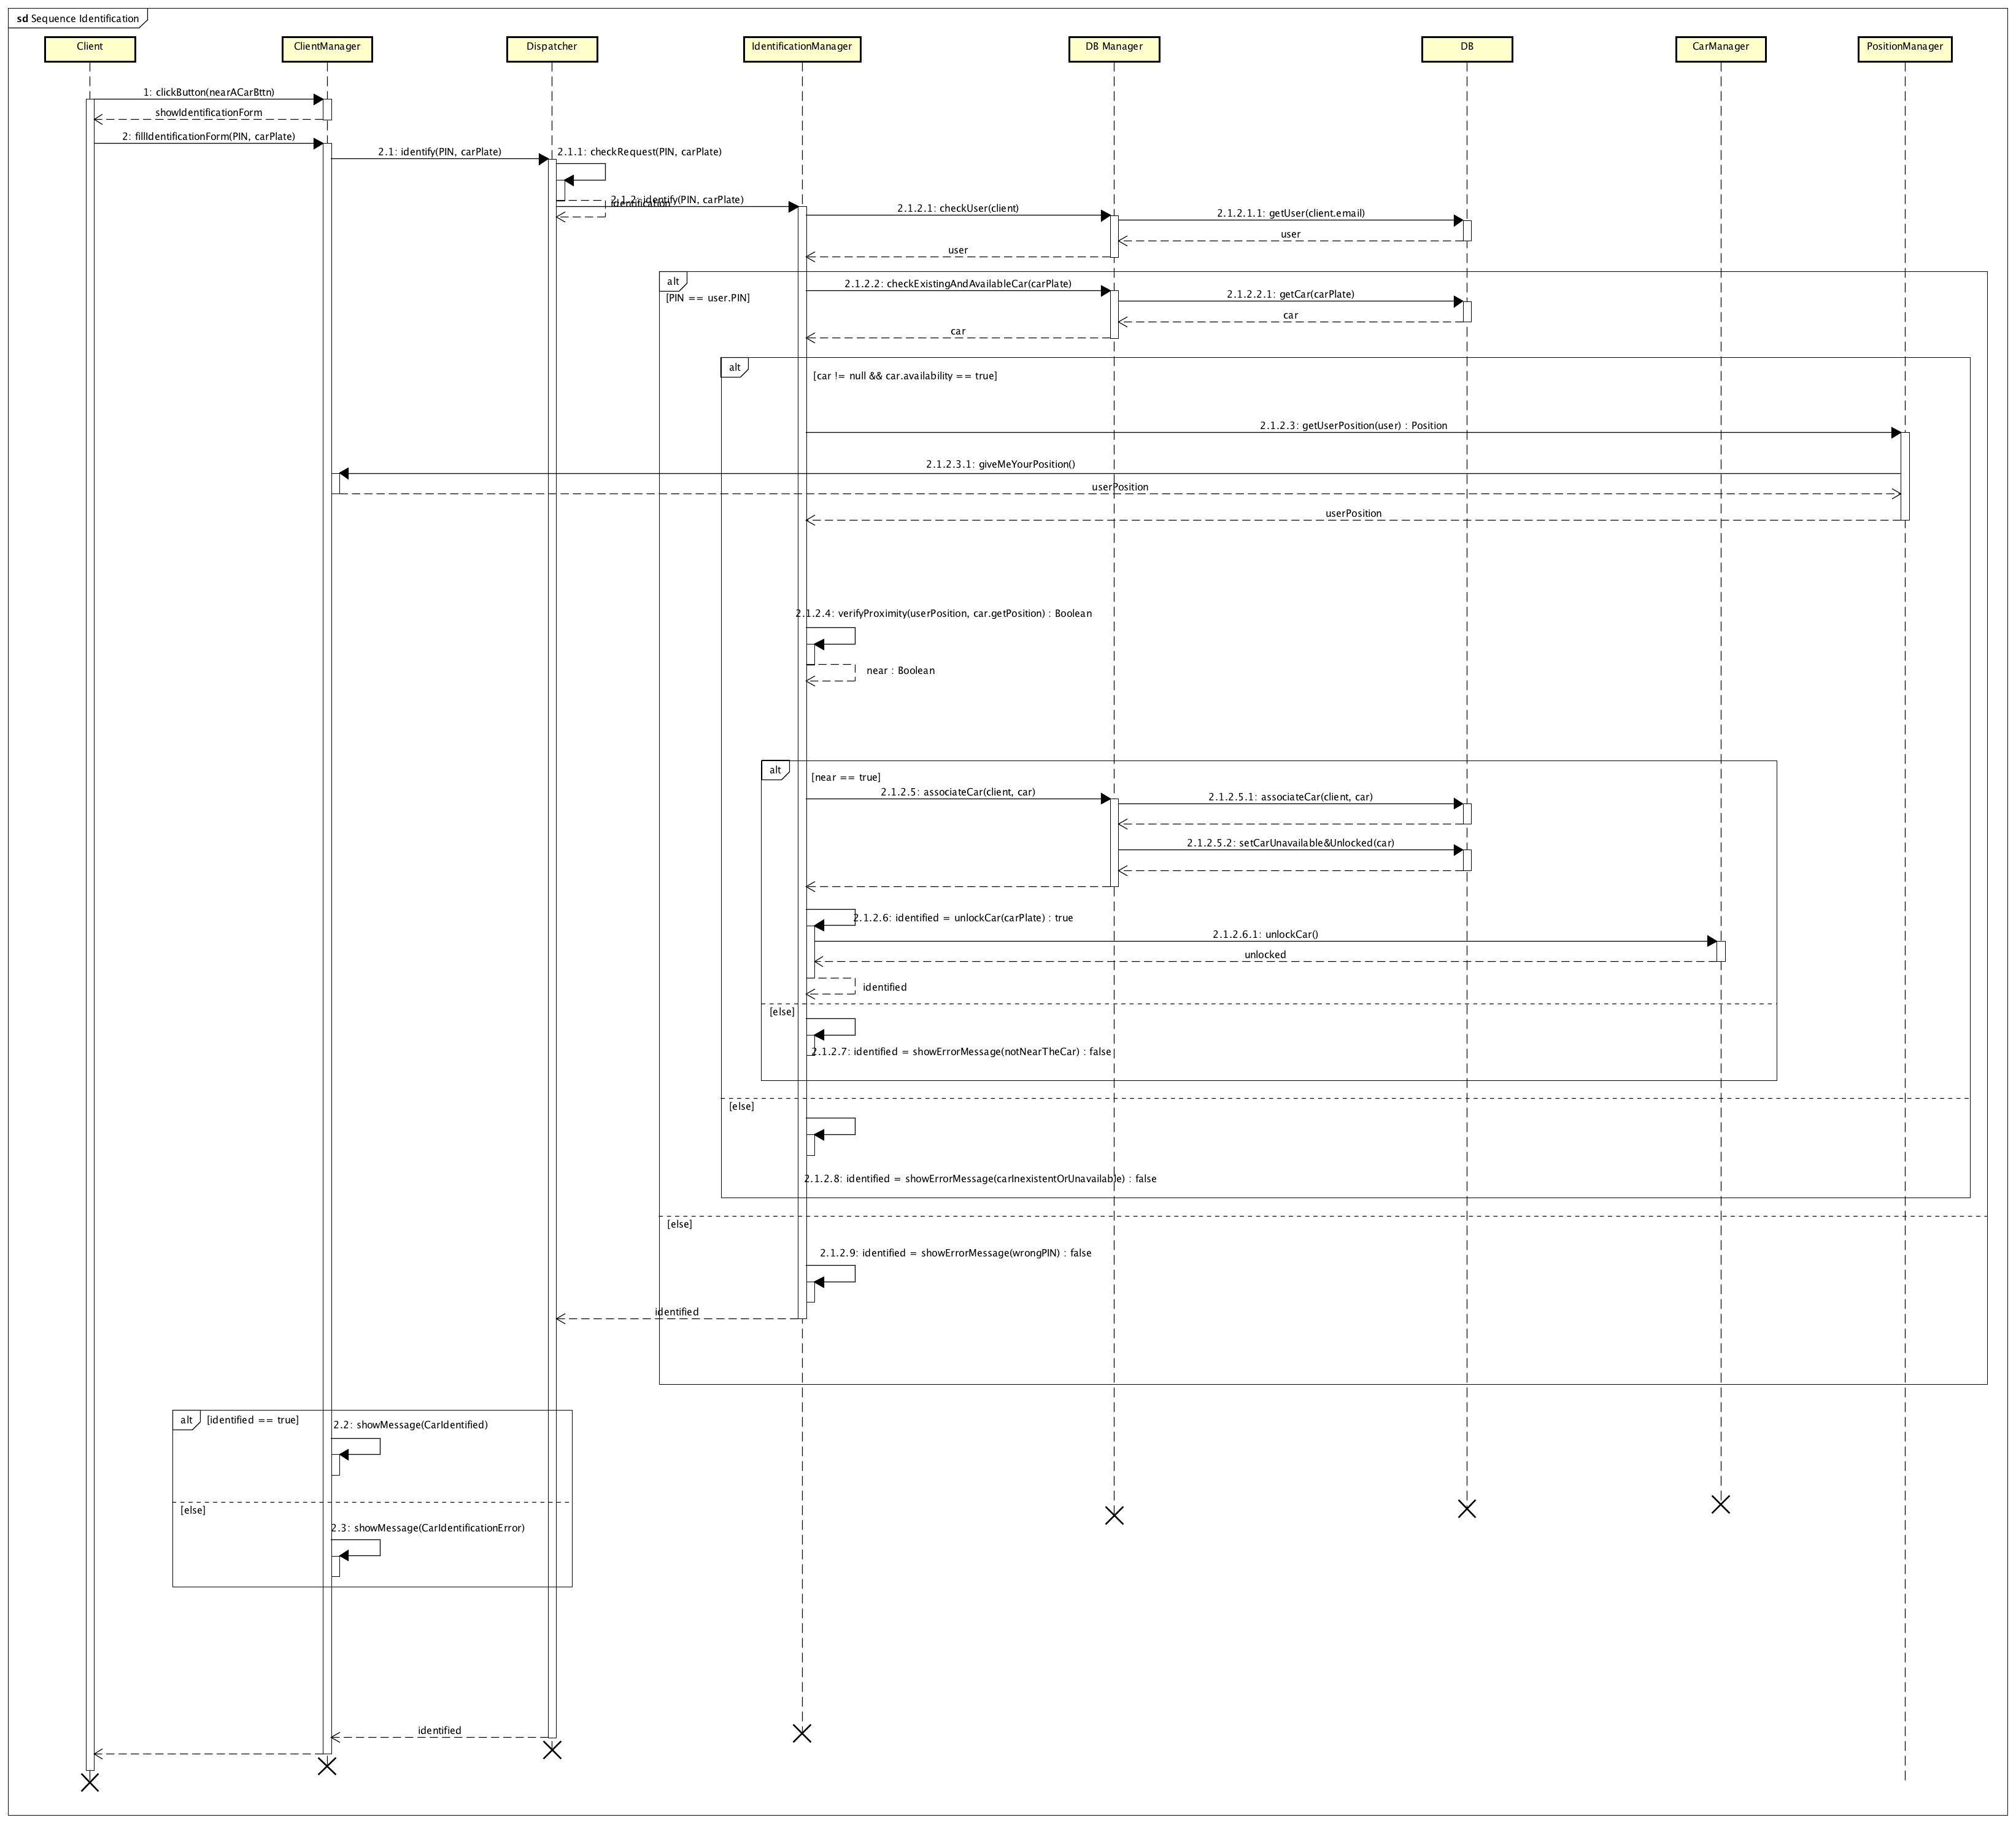 sd Sequence Identification
Client
ClientManager
Dispatcher
IdentificationManager
DB Manager
DB
CarManager
PositionManager
1: clickButton(nearACarBttn)
showIdentificationForm
2: fillIdentificationForm(PIN, carPlate)
2.1: identify(PIN, carPlate)
2.1.1: checkRequest(PIN, carPlate)
2.1.2: identify(PIN, carPlate)
identification
2.1.2.1: checkUser(client)
2.1.2.1.1: getUser(client.email)
user
user
alt
[PIN == user.PIN]
2.1.2.2: checkExistingAndAvailableCar(carPlate)
2.1.2.2.1: getCar(carPlate)
car
car
alt
[car != null && car.availability == true]
2.1.2.3: getUserPosition(user) : Position
2.1.2.3.1: giveMeYourPosition()
userPosition
userPosition
2.1.2.4: verifyProximity(userPosition, car.getPosition) : Boolean
near : Boolean
alt
[near == true]
2.1.2.5: associateCar(client, car)
2.1.2.5.1: associateCar(client, car)
2.1.2.5.2: setCarUnavailable&Unlocked(car)
2.1.2.6: identified = unlockCar(carPlate) : true
2.1.2.6.1: unlockCar()
unlocked
identified
[else]
2.1.2.7: identified = showErrorMessage(notNearTheCar) : false
[else]
2.1.2.8: identified = showErrorMessage(carInexistentOrUnavailable) : false
[else]
2.1.2.9: identified = showErrorMessage(wrongPIN) : false
identified
alt
[identified == true]
2.2: showMessage(CarIdentified)
[else]
2.3: showMessage(CarIdentificationError)
identified